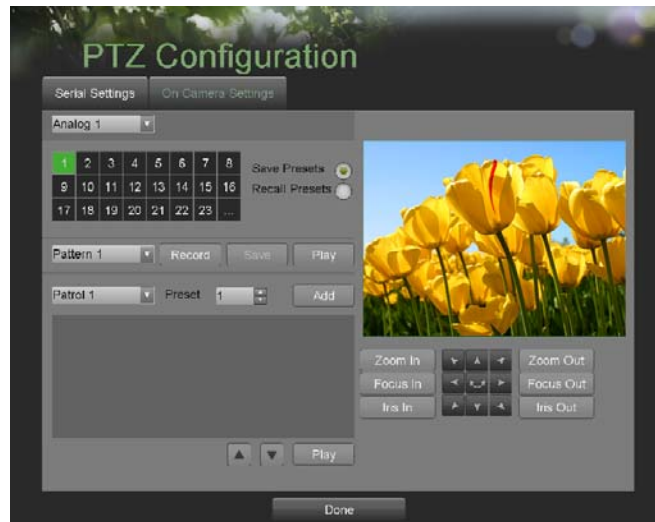 PTZ Configuration
Serial Settings On Camera Settings
Analog 1
1 2 3 4 5 6 7 8 Save Presets
9 10 11 12 13 14 15 16 Recall Presets
17 18 19 20 21 22 23 ...
Pattern 1 Record Save Play
Patrol 1 Preset 1 Add
Zoom In Zoom Out
Focus In Focus Out
Iris In Iris Out
Play
Done